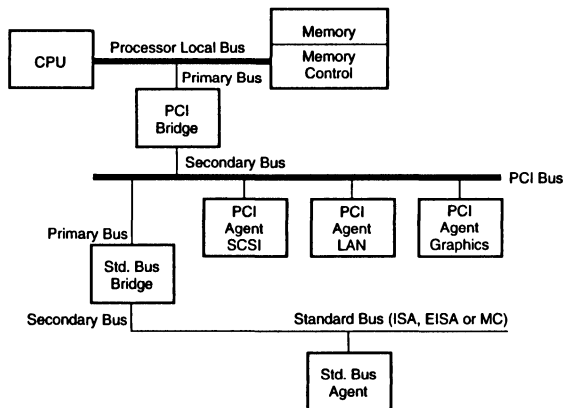 CPU
Processor Local Bus
Memory
Memory
Control
Primary Bus
PCI
Bridge
Secondary Bus
PCI Bus
PCI
Agent
SCSI
PCI
Agent
LAN
PCI
Agent
Graphics
Primary Bus
Std. Bus
Bridge
Secondary Bus
Standard Bus (ISA, EISA or MC)
Std. Bus
Agent